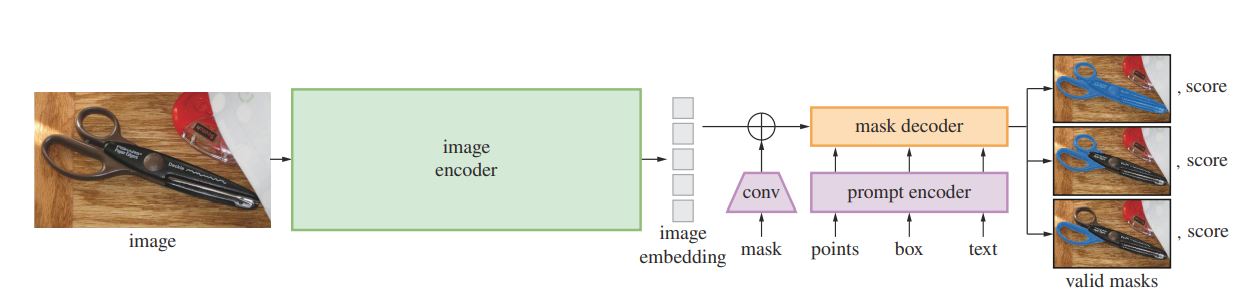 image
image
encoder
image
embedding
mask
conv
points
box
text
prompt encoder
mask decoder
, score
, score
, score
valid masks